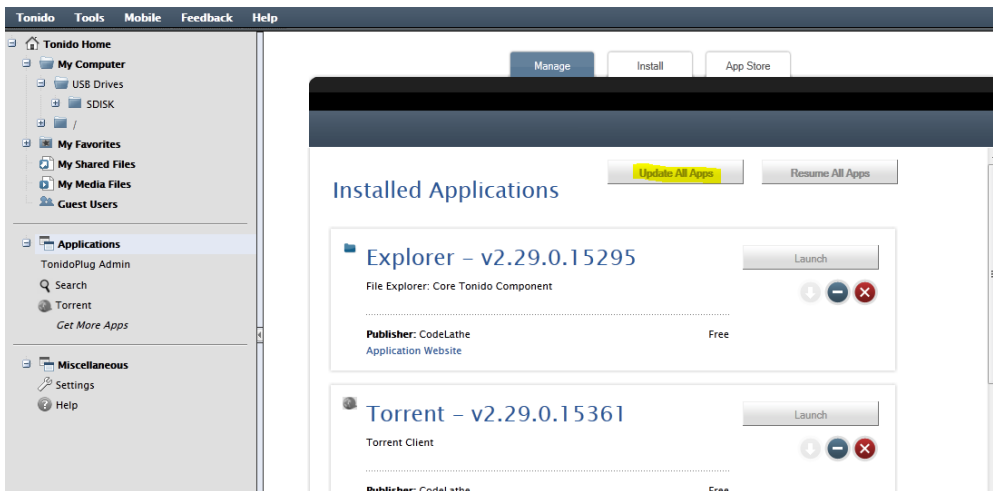 Tonido Tools Mobile Feedback Help
Tonido Home
My Computer
USB Drives
SDISK
/
My Favorites
My Shared Files
My Media Files
Guest Users
Applications
TonidoPlug Admin
Search
Torrent
Get More Apps
Miscellaneous
Settings
Help
Manage Install App Store
Installed Applications
Update All Apps Resume All Apps
Explorer – v2.29.0.15295
Launch
File Explorer: Core Tonido Component
Publisher: CodeLathe Free
Application Website
Torrent – v2.29.0.15361
Launch
Torrent Client
Publisher: CodeLathe Free